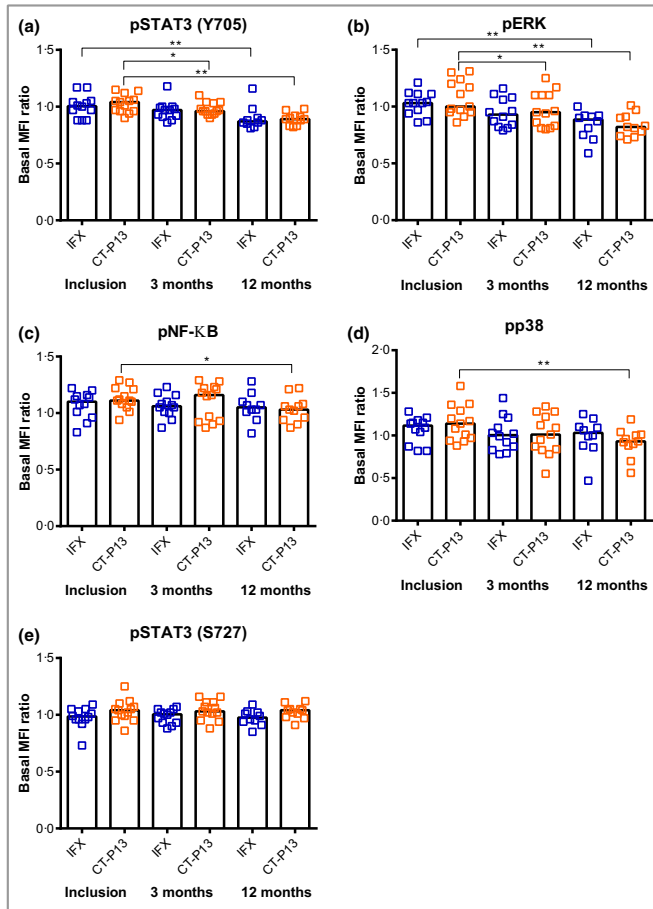 (a)
pSTAT3 (Y705)
**
*
**
Basal MFI ratio
1·5
1·0
0·5
0·0
IFX
CT-P13
IFX
CT-P13
IFX
CT-P13
Inclusion 3 months 12 months
(b)
pERK
**
**
*
Basal MFI ratio
1·5
1·0
0·5
0·0
IFX
CT-P13
IFX
CT-P13
IFX
CT-P13
Inclusion 3 months 12 months
(c)
pNF-KB
*
Basal MFI ratio
1·5
1·0
0·5
0·0
IFX
CT-P13
IFX
CT-P13
IFX
CT-P13
Inclusion 3 months 12 months
(d)
pp38
**
Basal MFI ratio
2·0
1·5
1·0
0·5
0·0
IFX
CT-P13
IFX
CT-P13
IFX
CT-P13
Inclusion 3 months 12 months
(e)
pSTAT3 (S727)
Basal MFI ratio
1·5
1·0
0·5
0·0
IFX
CT-P13
IFX
CT-P13
IFX
CT-P13
Inclusion 3 months 12 months